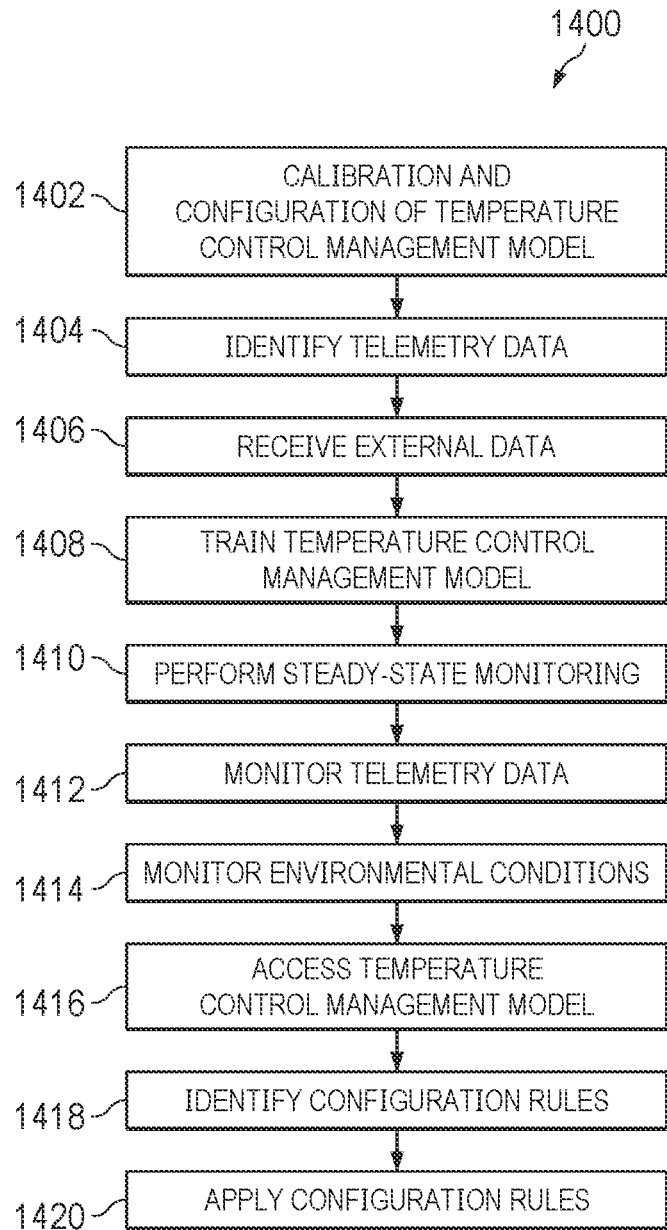 1400
1402
CALIBRATION AND
CONFIGURATION OF TEMPERATURE
CONTROL MANAGEMENT MODEL
1404
IDENTIFY TELEMETRY DATA
1406
RECEIVE EXTERNAL DATA
1408
TRAIN TEMPERATURE CONTROL
MANAGEMENT MODEL
1410
PERFORM STEADY-STATE MONITORING
1412
MONITOR TELEMETRY DATA
1414
MONITOR ENVIRONMENTAL CONDITIONS
1416
ACCESS TEMPERATURE
CONTROL MANAGEMENT MODEL
1418
IDENTIFY CONFIGURATION RULES
1420
APPLY CONFIGURATION RULES